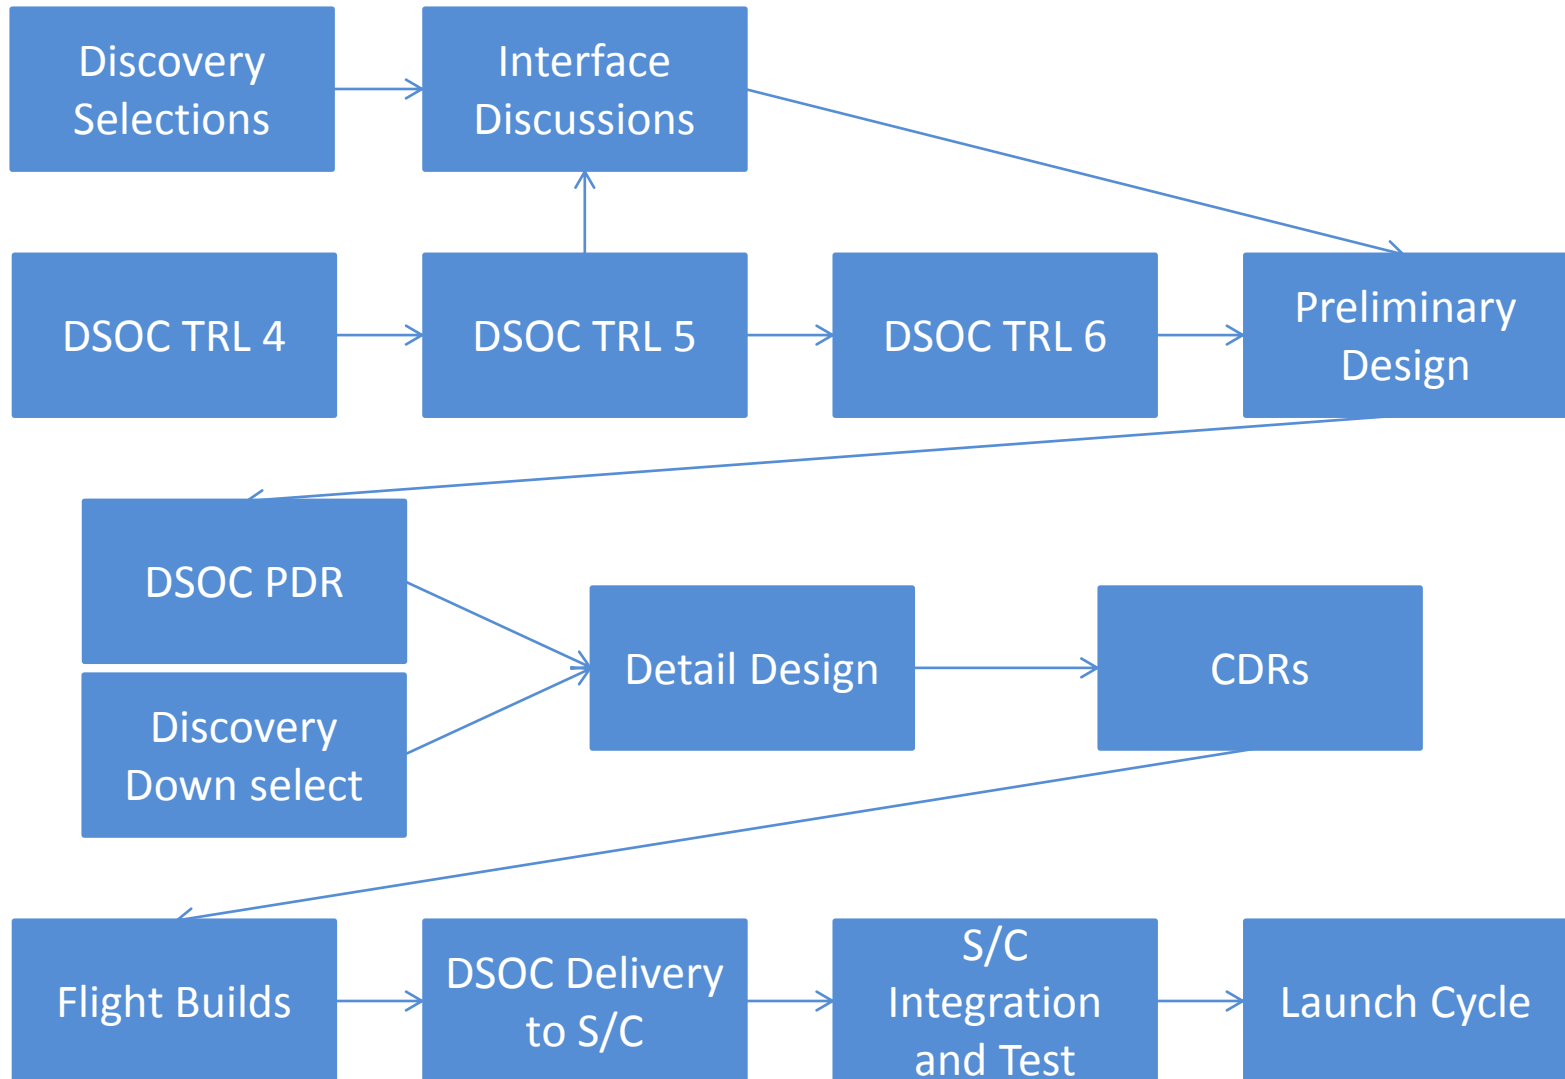 Discovery
Selections
Interface
Discussions
DSOC TRL 4
DSOC TRL 5
DSOC TRL 6
Preliminary
Design
DSOC PDR
Discovery
Down select
Detail Design
CDRs
Flight Builds
DSOC Delivery
to S/C
S/C
Integration
and Test
Launch Cycle